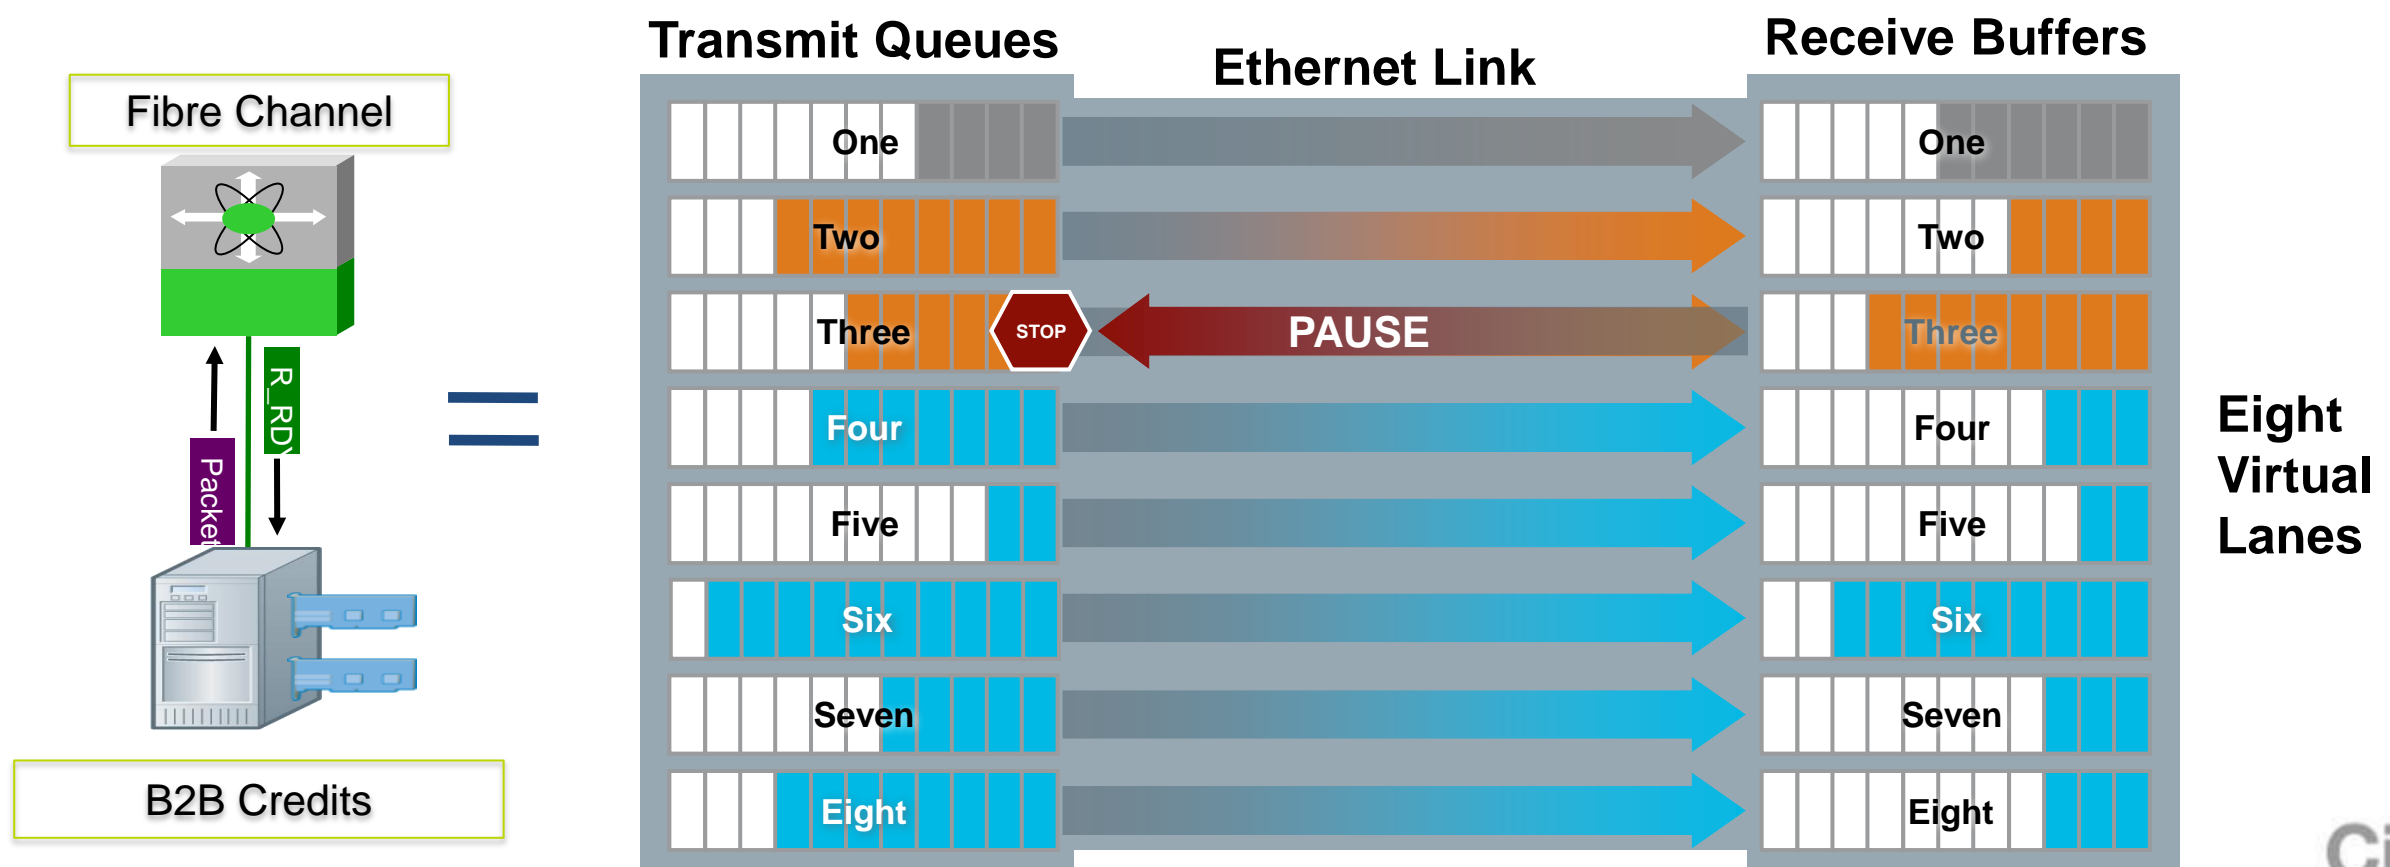 Transmit Queues
Ethernet Link
Receive Buffers
Fibre Channel
R_RDY
Packet
B2B Credits
One
Two
Three
Four
Five
Six
Seven
Eight
STOP
PAUSE
One
Two
Three
Four
Five
Six
Seven
Eight
Eight
Virtual
Lanes
Ci